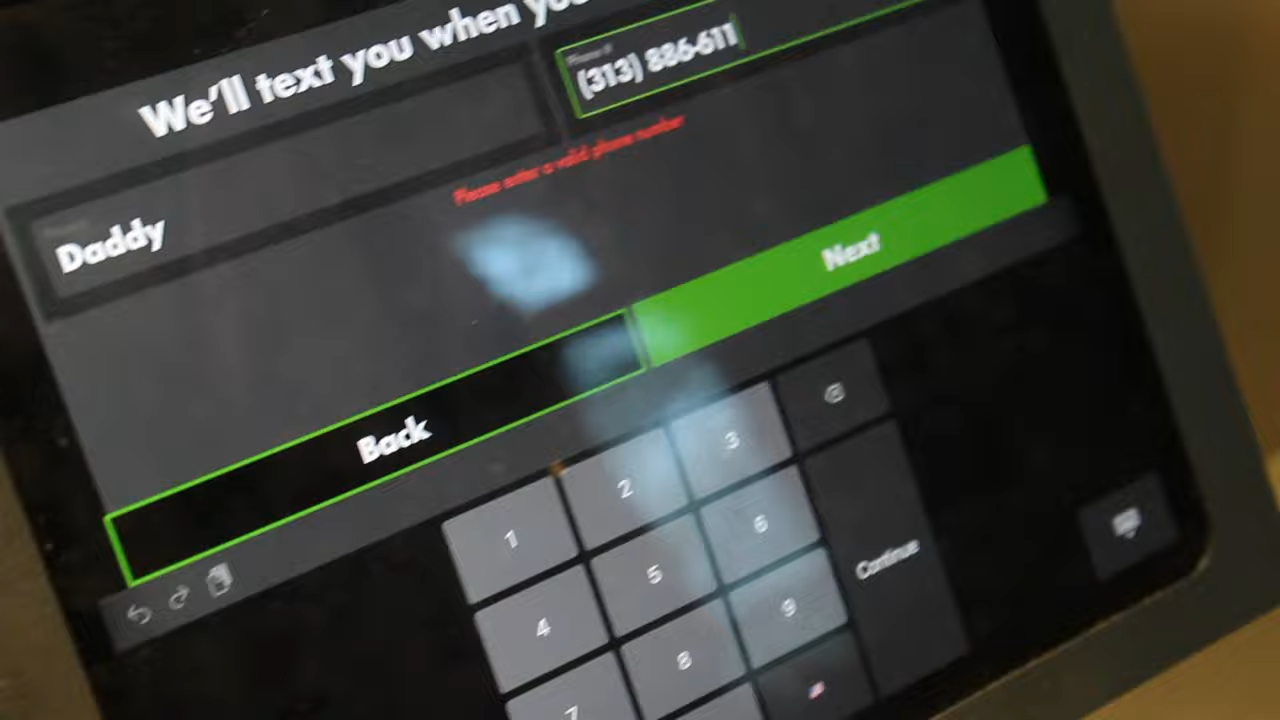 We'll text you when
Phone #
(313) 886-611
Please enter a valid phone number
Daddy
Next
Back
1
2
3
4
5
6
Continue
7
8
9